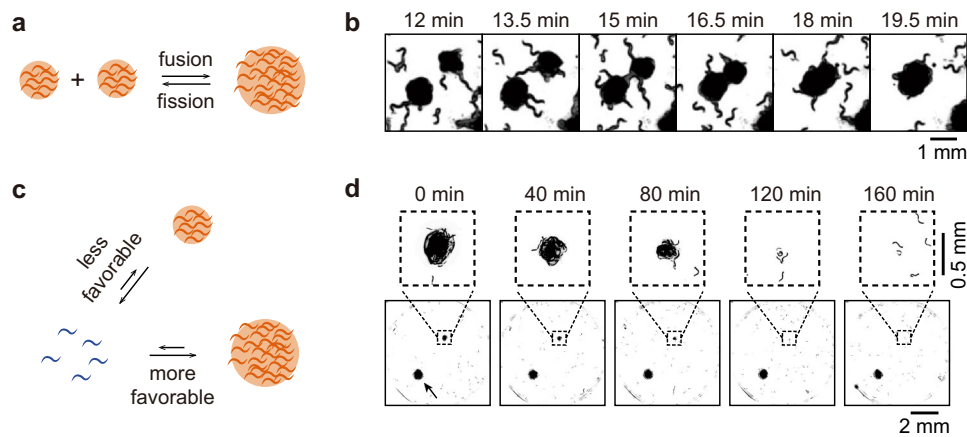 a
+
fusion
fission
b
12 min 13.5 min 15 min 16.5 min 18 min 19.5 min
1 mm
c
less
favorable
more
favorable
d
0 min 40 min 80 min 120 min 160 min
0.5 mm
2 mm